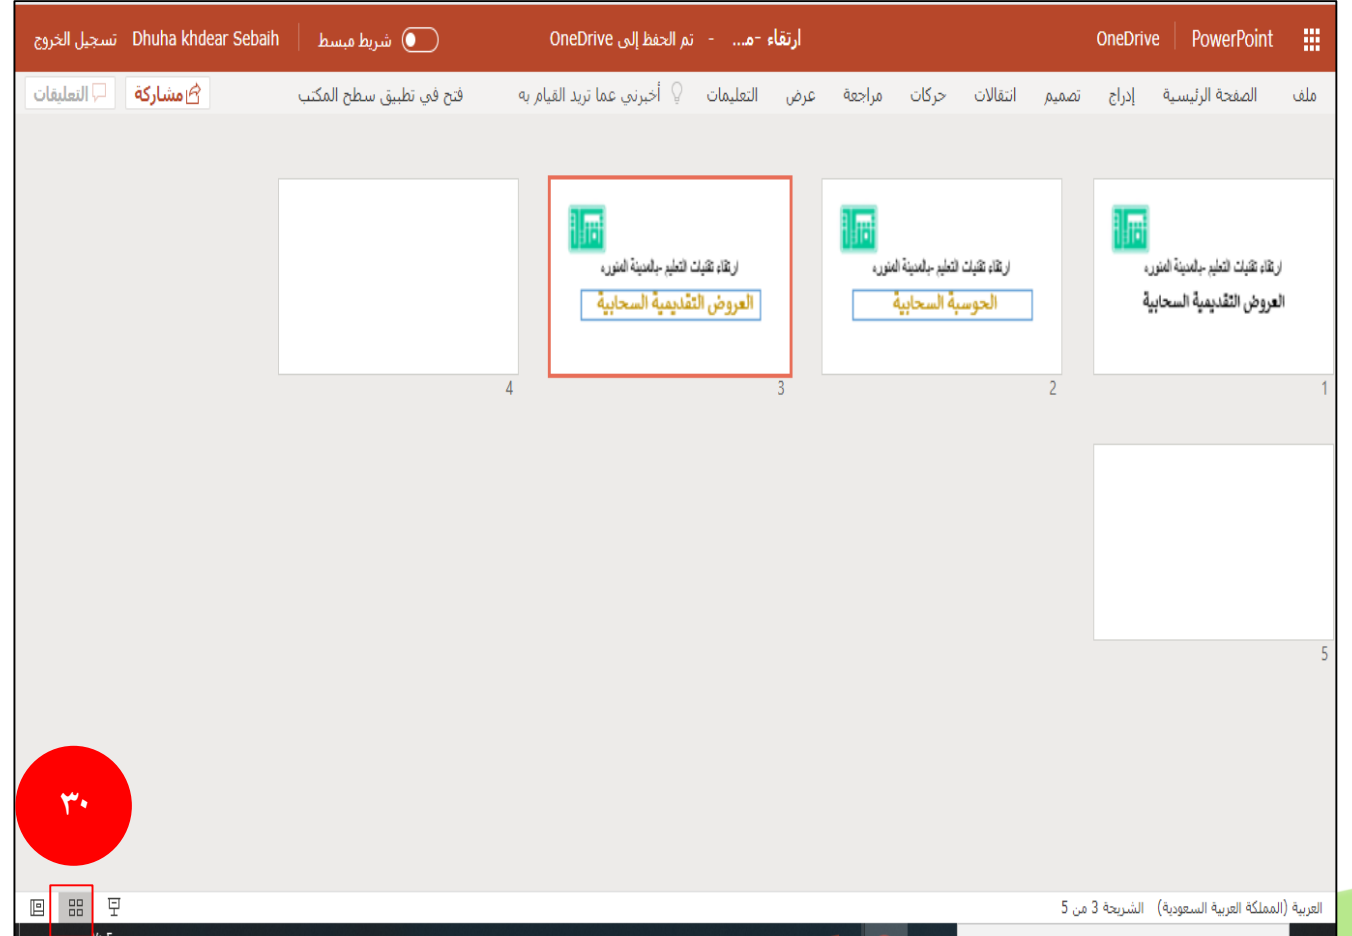 PowerPoint OneDrive ارتقاء -م... - تم الحفظ إلى OneDrive شريط مبسط Dhuha khdear Sebaih تسجيل الخروج
ملف الصفحة الرئيسية إدراج تصميم انتقالات حركات مراجعة عرض التعليمات أخبرني عما تريد القيام به فتح في تطبيق سطح المكتب مشاركة التعليقات
ارتقاء تقنيات التعليم -بالمدينة المنوره
العروض التقديمية السحابية
1
ارتقاء تقنيات التعليم -بالمدينة المنوره
الحوسبة السحابية
2
ارتقاء تقنيات التعليم -بالمدينة المنوره
العروض التقديمية السحابية
3
4
5
٣٠
العربية (المملكة العربية السعودية) الشريحة 3 من 5